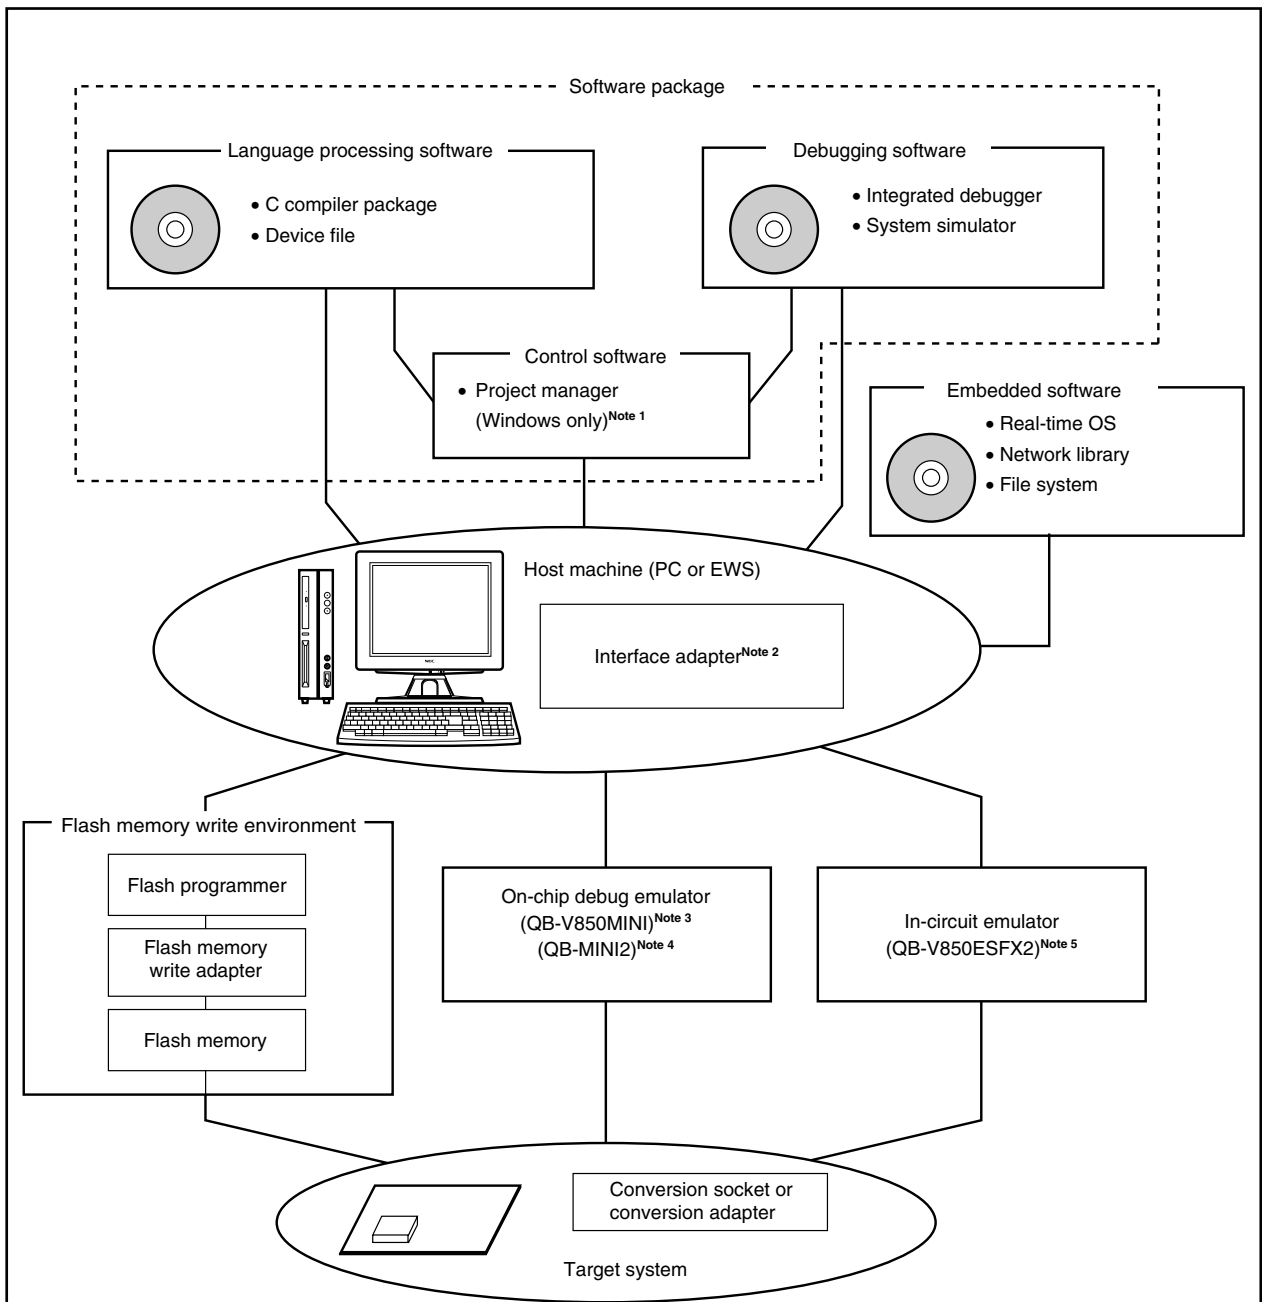 Software package
Language processing software
• C compiler package
• Device file
Debugging software
• Integrated debugger
• System simulator
Control software
• Project manager
(Windows only)Note 1
Embedded software
• Real-time OS
• Network library
• File system
Host machine (PC or EWS)
NEC
Interface adapterNote 2
Flash memory write environment
Flash programmer
Flash memory
write adapter
Flash memory
On-chip debug emulator
(QB-V850MINI)Note 3
(QB-MINI2)Note 4
In-circuit emulator
(QB-V850ESFX2)Note 5
Conversion socket or
conversion adapter
Target system